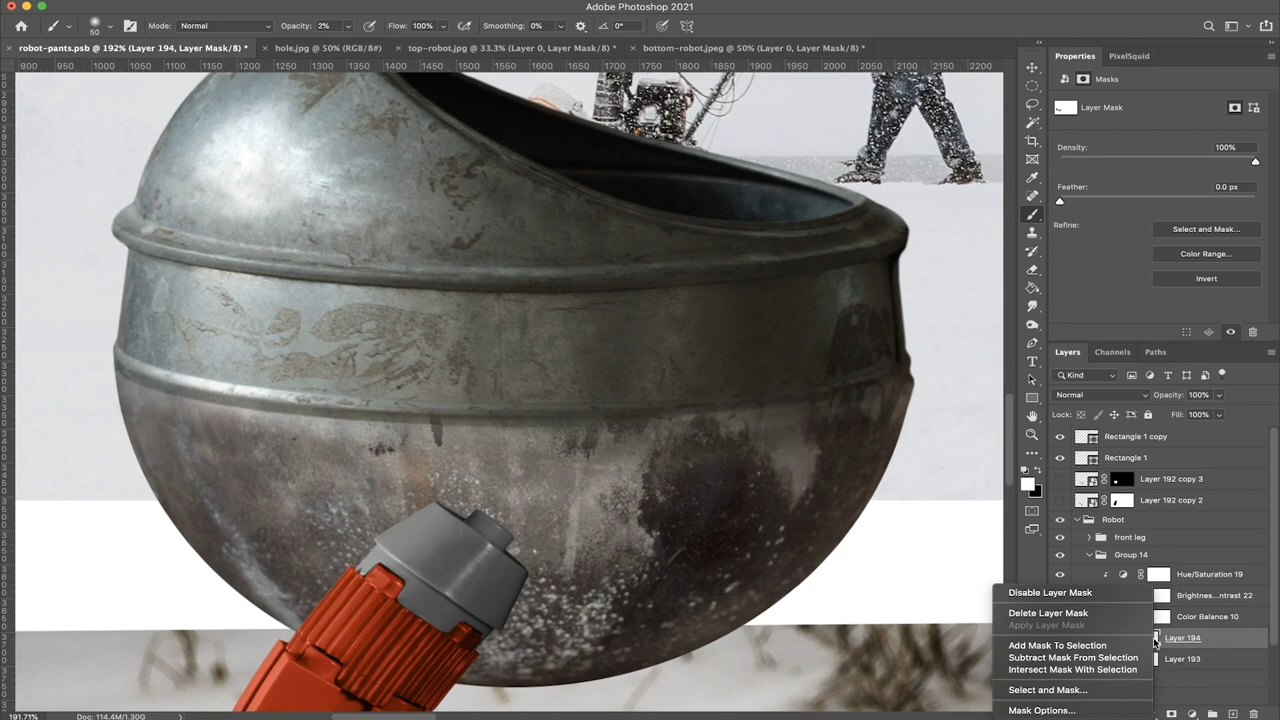 Adobe Photoshop 2021
50
Mode: Normal
Opacity: 2%
Flow: 100%
Smoothing: 0%
0°
× robot-pants.psb @ 192% (Layer 194, Layer Mask/8) *
× hole.jpg @ 50% (RGB/8#)
× top-robot.jpg @ 33.3% (Layer 0, Layer Mask/8) *
× bottom-robot.jpeg @ 50% (Layer 0, Layer Mask/8) *
900 950 1000 1050 1100 1150 1200 1250 1300 1350 1400 1450 1500 1550 1600 1650 1700 1750 1800 1850 1900 1950 2000 2050 2100 2150 2200
Properties PixelSquid
Masks
Layer Mask
Density: 100%
Feather: 0.0 px
Refine:
Select and Mask...
Color Range...
Invert
Layers Channels Paths
Kind
Normal
Opacity: 100%
Lock:
Fill: 100%
Rectangle 1 copy
Rectangle 1
Layer 192 copy 3
Layer 192 copy 2
Robot
front leg
Group 14
Hue/Saturation 19
Brightnes...ntrast 22
Color Balance 10
Layer 194
Layer 193
Disable Layer Mask
Delete Layer Mask
Apply Layer Mask
Add Mask To Selection
Subtract Mask From Selection
Intersect Mask With Selection
Select and Mask...
Mask Options...
191.71%
Doc: 114.4M/1.30G